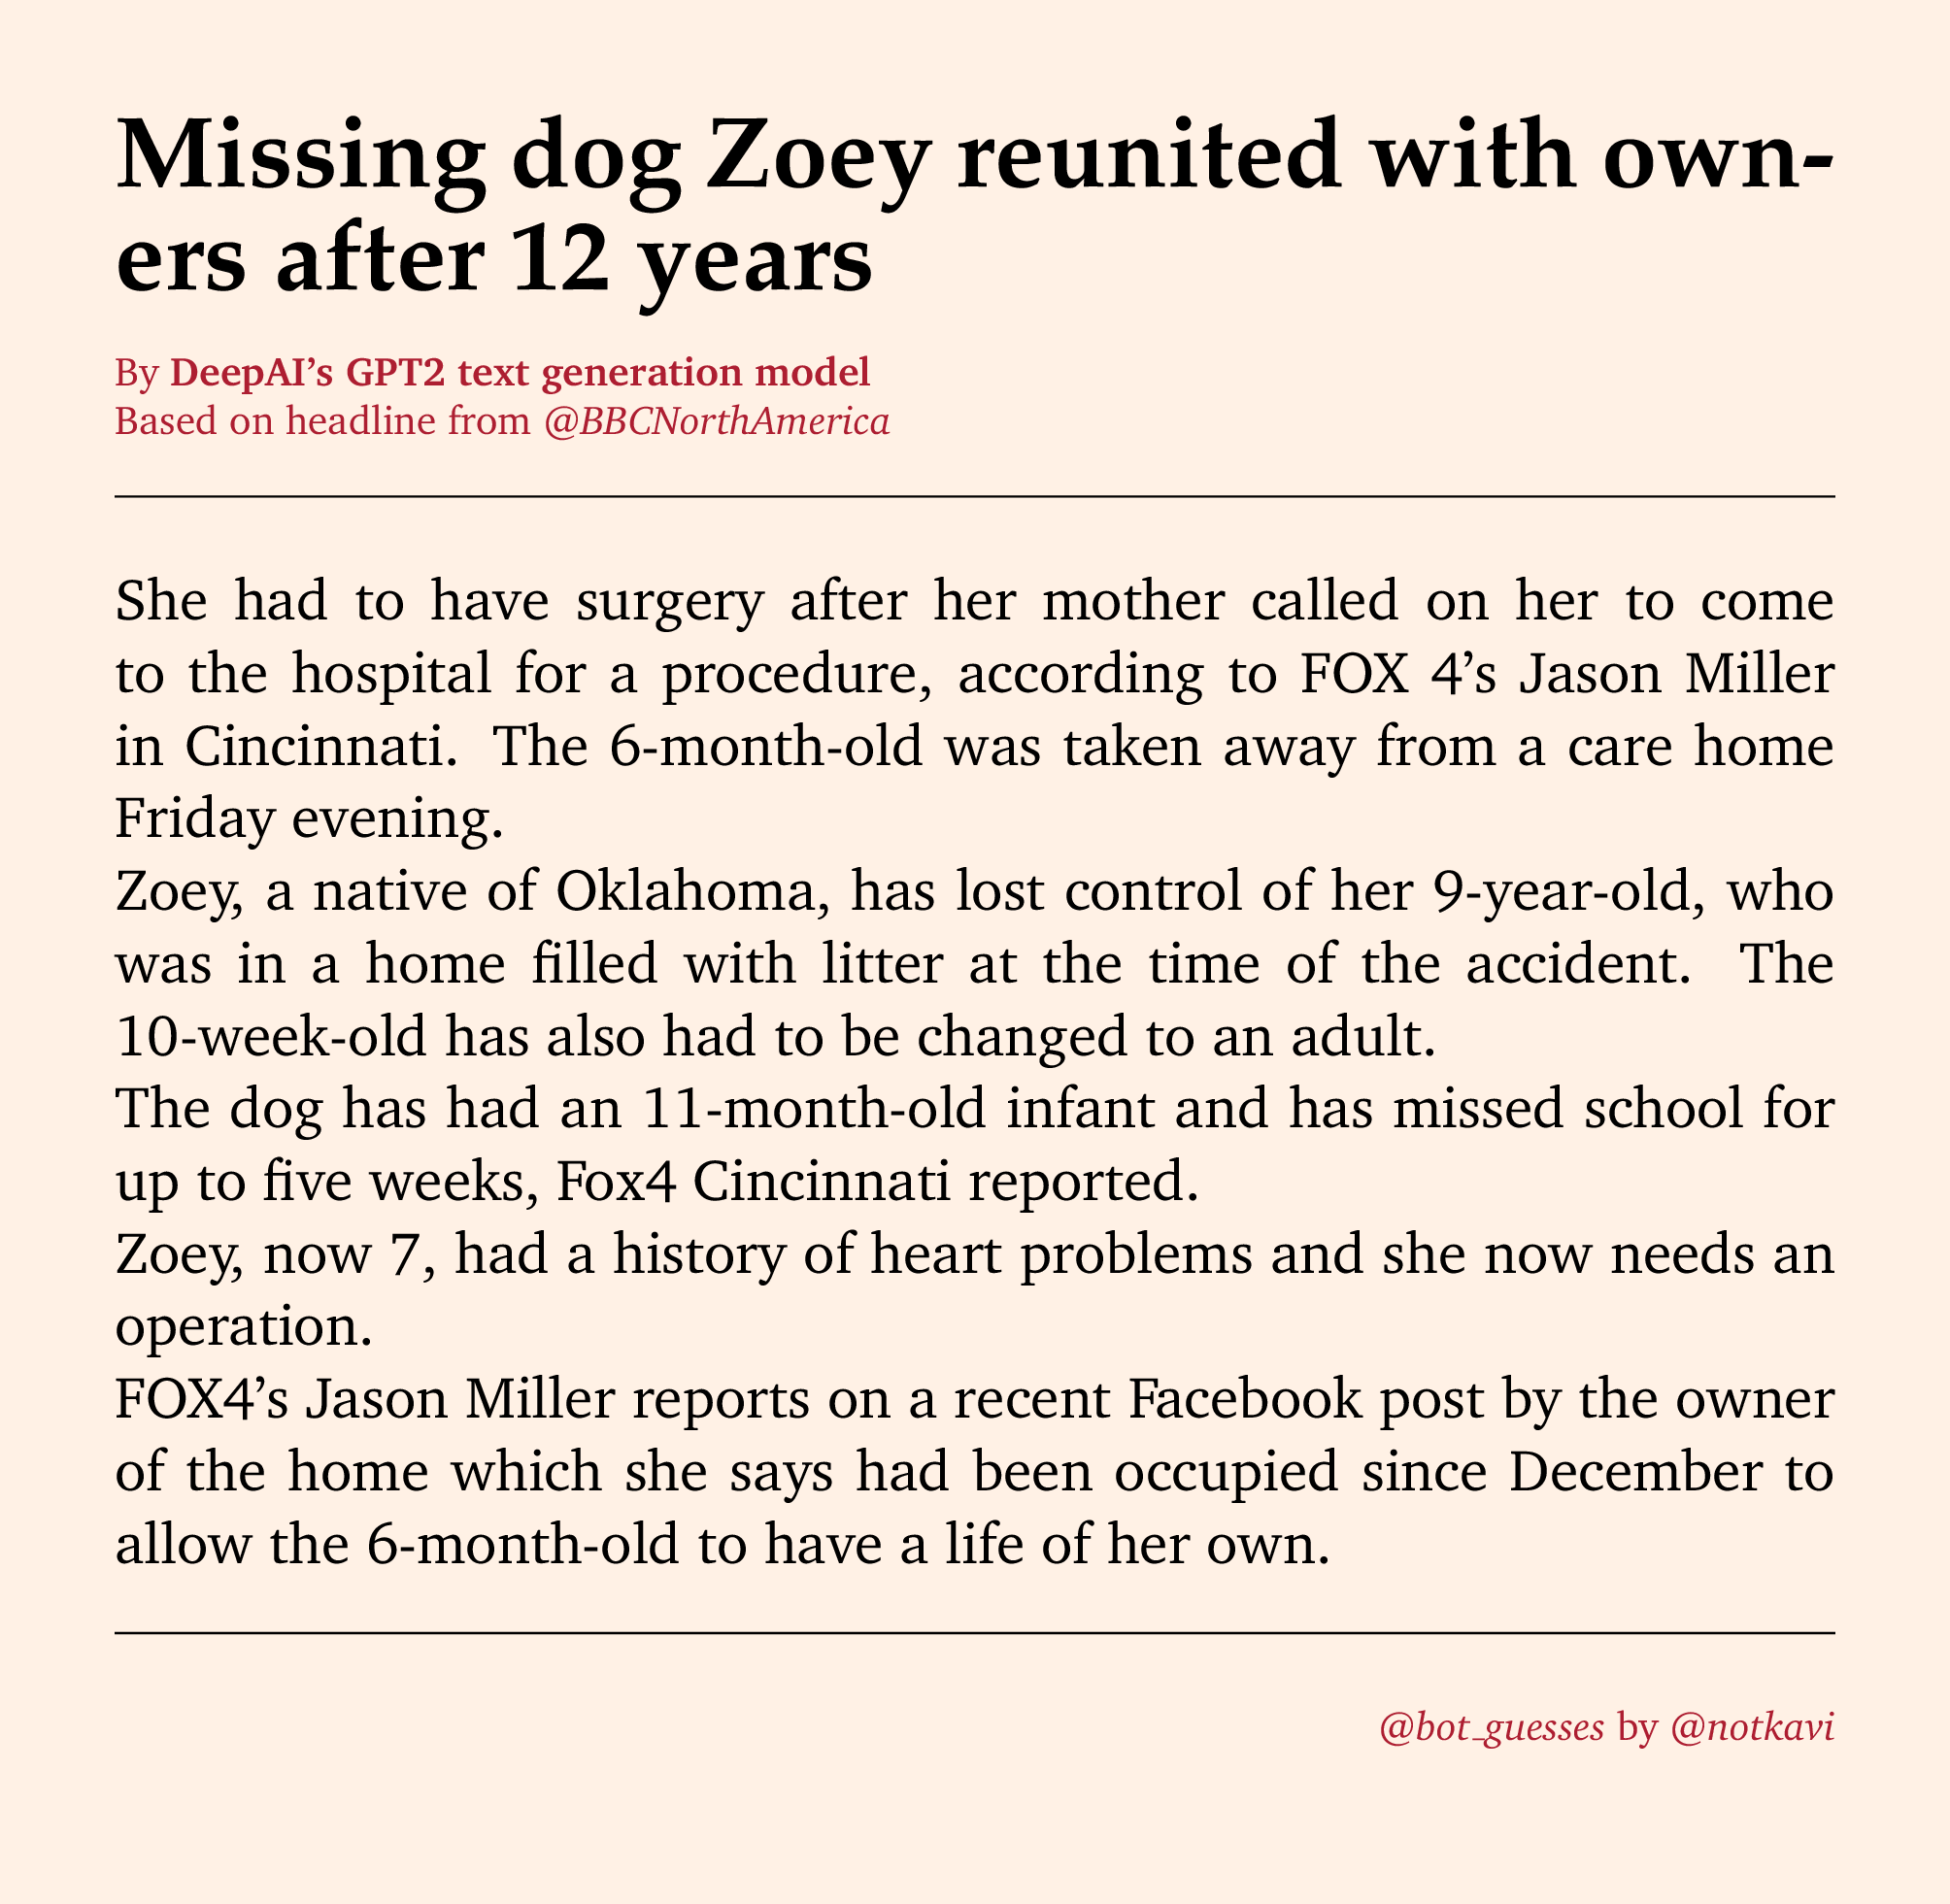 Missing dog Zoey reunited with own-
ers after 12 years
By DeepAI’s GPT2 text generation model
Based on headline from @BBCNorthAmerica
She had to have surgery after her mother called on her to come
to the hospital for a procedure, according to FOX 4’s Jason Miller
in Cincinnati. The 6-month-old was taken away from a care home
Friday evening.
Zoey, a native of Oklahoma, has lost control of her 9-year-old, who
was in a home filled with litter at the time of the accident. The
10-week-old has also had to be changed to an adult.
The dog has had an 11-month-old infant and has missed school for
up to five weeks, Fox4 Cincinnati reported.
Zoey, now 7, had a history of heart problems and she now needs an
operation.
FOX4’s Jason Miller reports on a recent Facebook post by the owner
of the home which she says had been occupied since December to
allow the 6-month-old to have a life of her own.
@bot_guesses by @notkavi